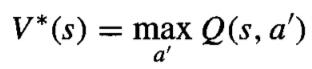 V*(s) = max Q(s, a')
a'